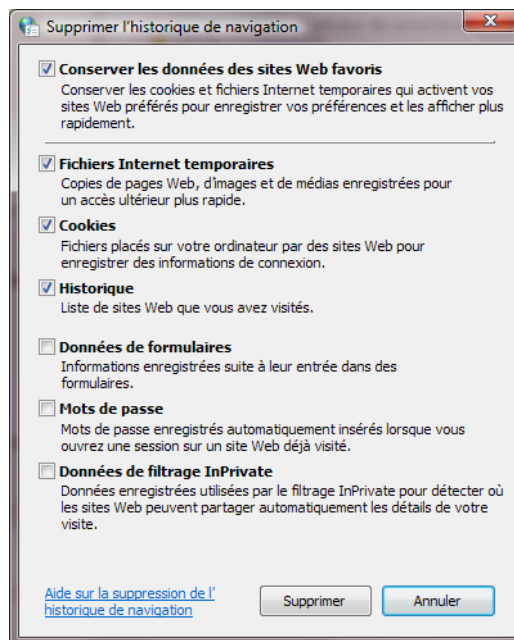 Supprimer l'historique de navigation
Conserver les données des sites Web favoris
Conserver les cookies et fichiers Internet temporaires qui activent vos
sites Web préférés pour enregistrer vos préférences et les afficher plus
rapidement.
Fichiers Internet temporaires
Copies de pages Web, d'images et de médias enregistrées pour
un accès ultérieur plus rapide.
Cookies
Fichiers placés sur votre ordinateur par des sites Web pour
enregistrer des informations de connexion.
Historique
Liste de sites Web que vous avez visités.
Données de formulaires
Informations enregistrées suite à leur entrée dans des
formulaires.
Mots de passe
Mots de passe enregistrés automatiquement insérés lorsque vous
ouvrez une session sur un site Web déjà visité.
Données de filtrage InPrivate
Données enregistrées utilisées par le filtrage InPrivate pour détecter où
les sites Web peuvent partager automatiquement les détails de votre
visite.
Aide sur la suppression de l'
historique de navigation
Supprimer
Annuler